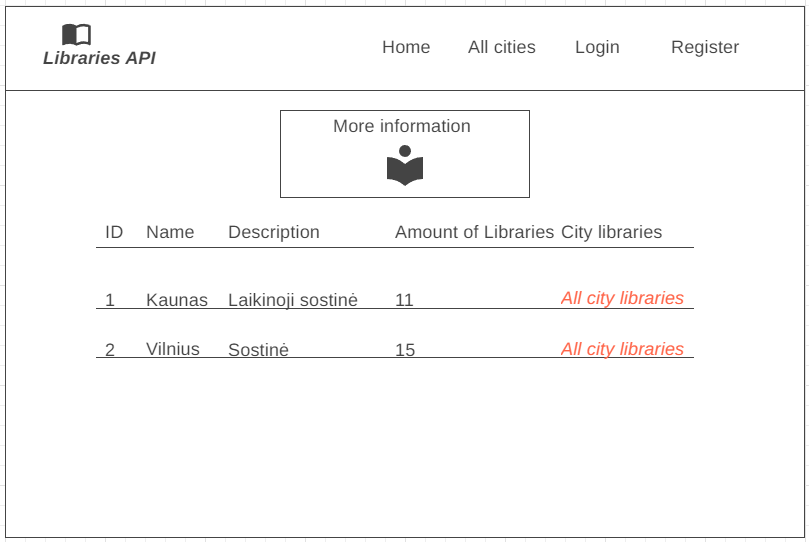 Libraries API
Home All cities Login Register
More information
ID Name Description Amount of Libraries City libraries
1 Kaunas Laikinoji sostinė 11 All city libraries
2 Vilnius Sostinė 15 All city libraries